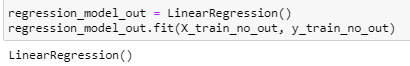 regression_model_out = LinearRegression()
regression_model_out.fit(X_train_no_out, y_train_no_out)
LinearRegression()